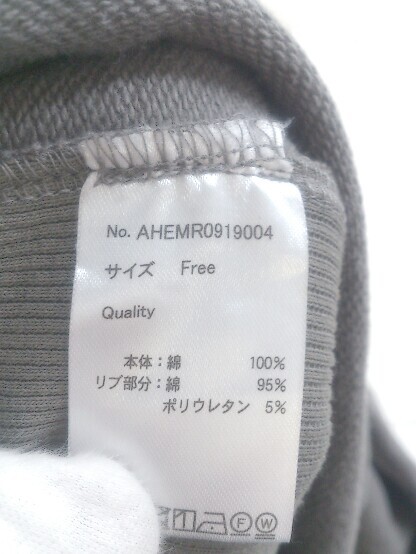 No. AHEMR0919004
サイズ Free
Quality
本体：綿 100%
リブ部分：綿 95%
ポリウレタン 5%
F W